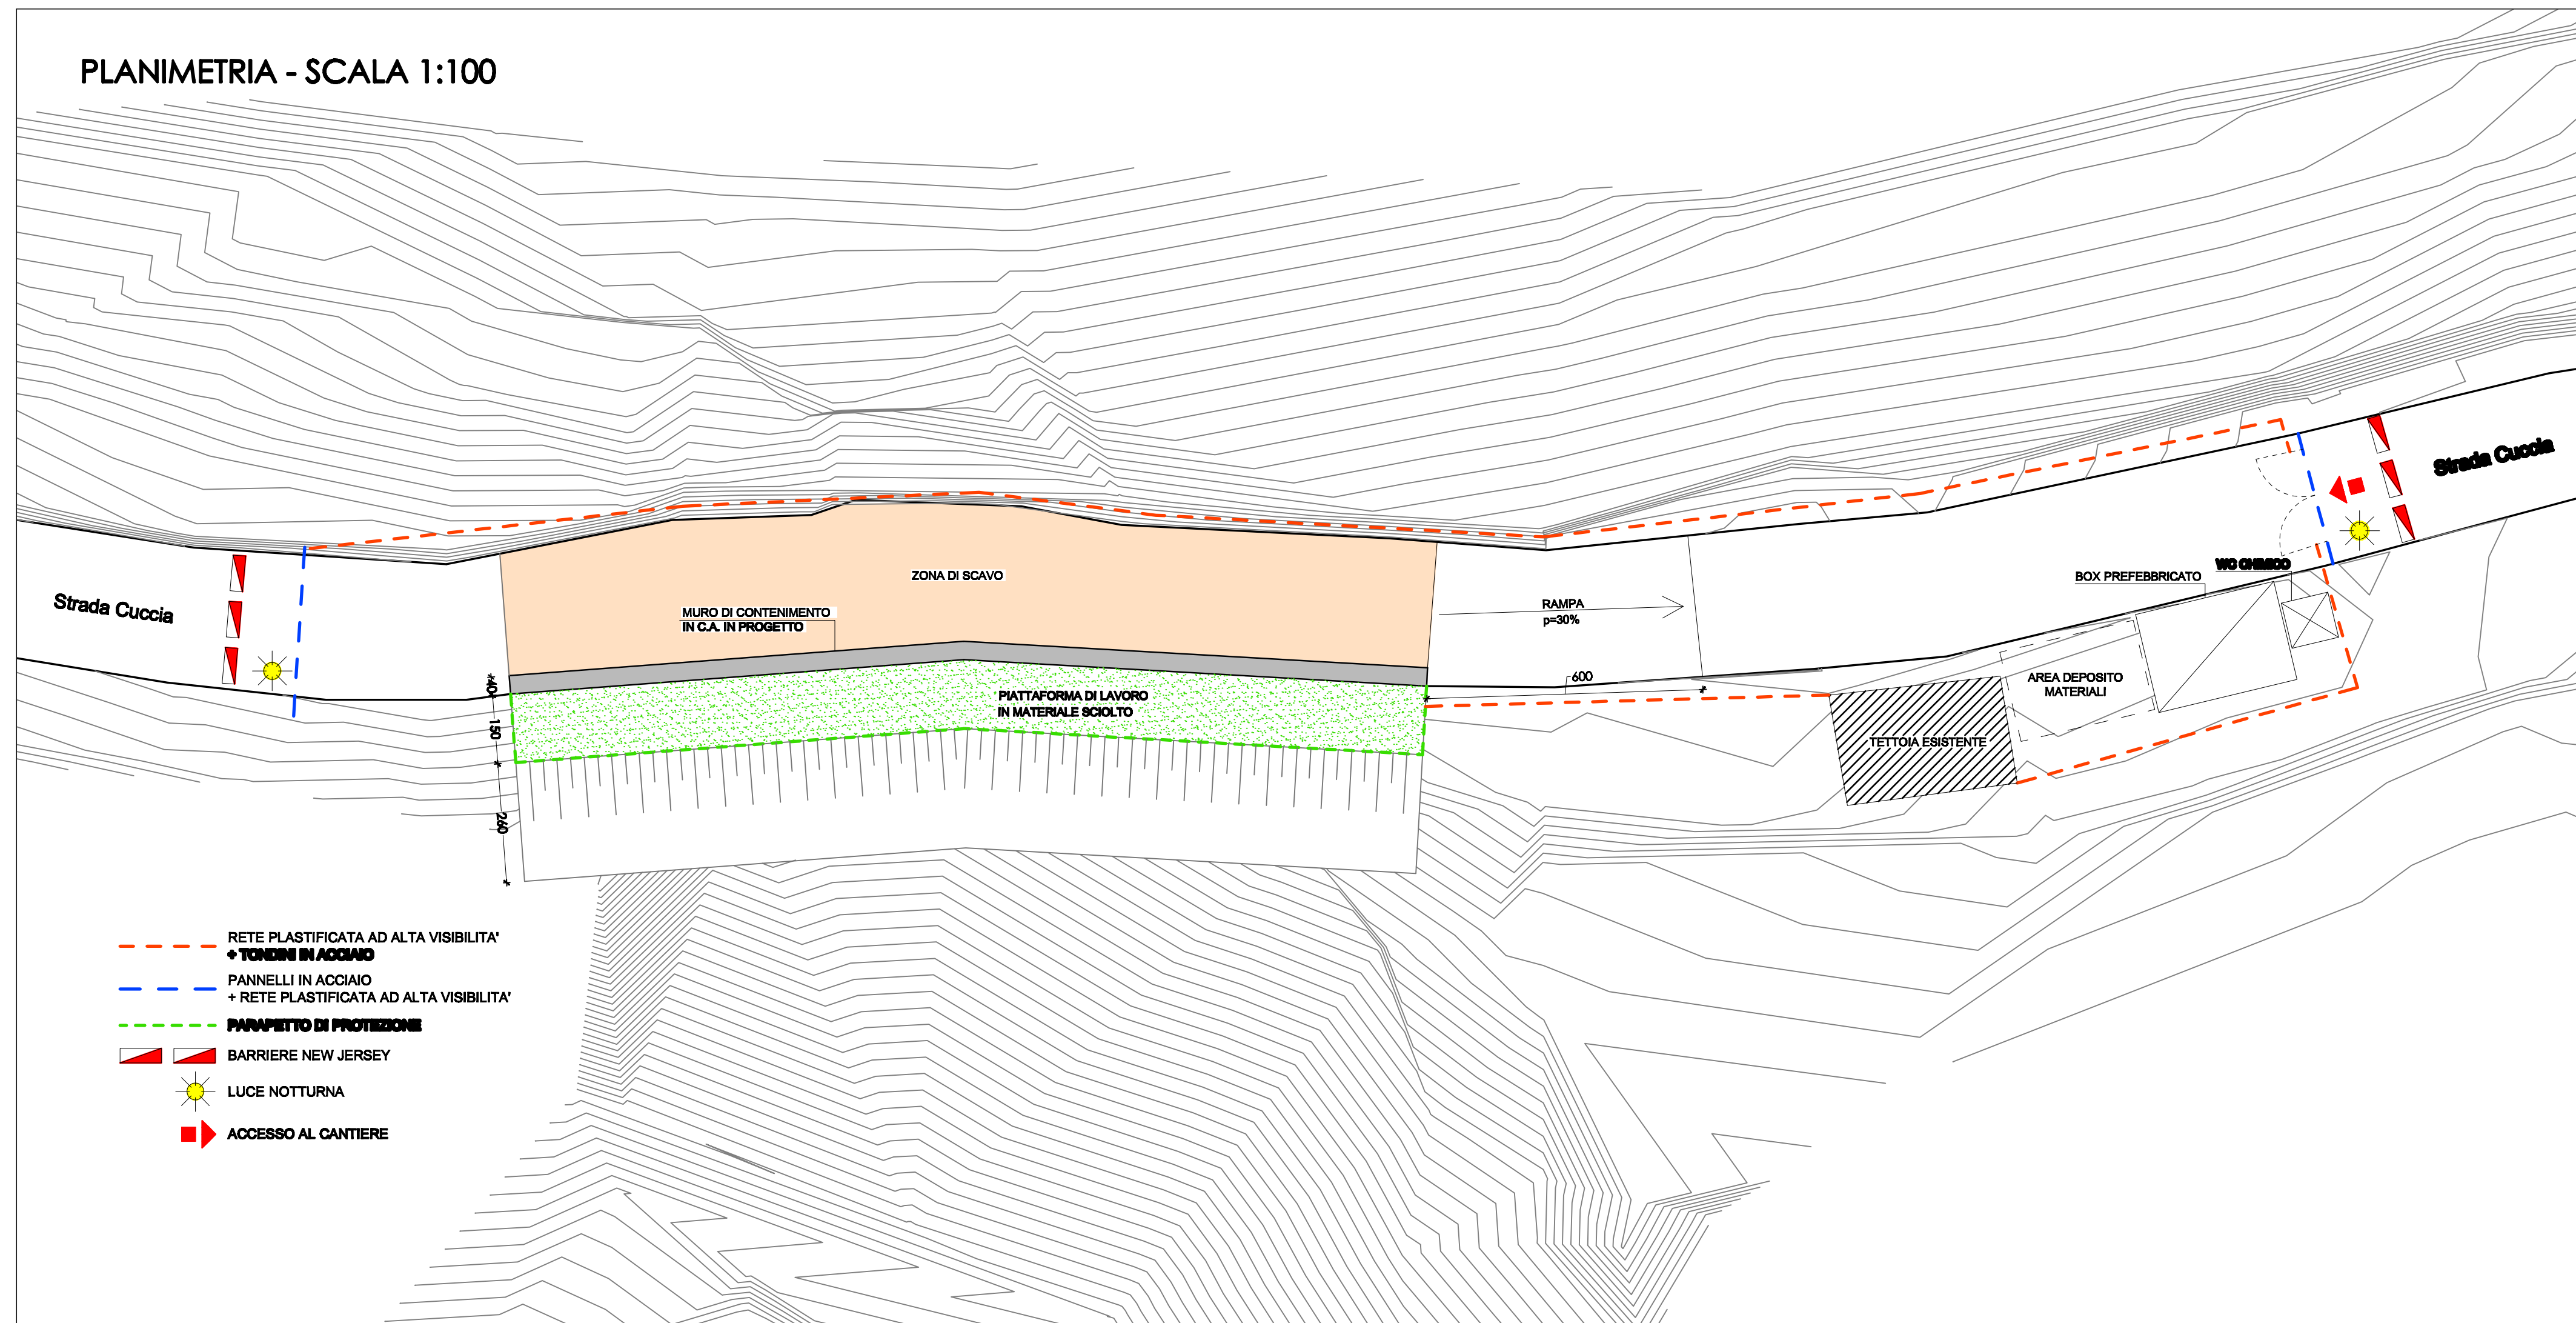 PLANIMETRIA - SCALA 1:100
Strada Cuccia
Strada Cuccia
ZONA DI SCAVO
MURO DI CONTENIMENTO
IN C.A. IN PROGETTO
RAMPA
p=30%
600
BOX PREFEBBRICATO
WC CHIMICO
AREA DEPOSITO
MATERIALI
TETTOIA ESISTENTE
PIATTAFORMA DI LAVORO
IN MATERIALE SCIOLTO
40
150
260
RETE PLASTIFICATA AD ALTA VISIBILITA'
+ TONDINI IN ACCIAIO
PANNELLI IN ACCIAIO
+ RETE PLASTIFICATA AD ALTA VISIBILITA'
PARAPETTO DI PROTEZIONE
BARRIERE NEW JERSEY
LUCE NOTTURNA
ACCESSO AL CANTIERE